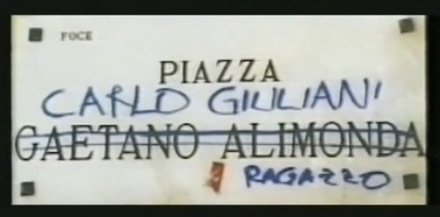 FOCE
PIAZZA
CARLO GIULIANI
GAETANO ALIMONDA
RAGAZZO